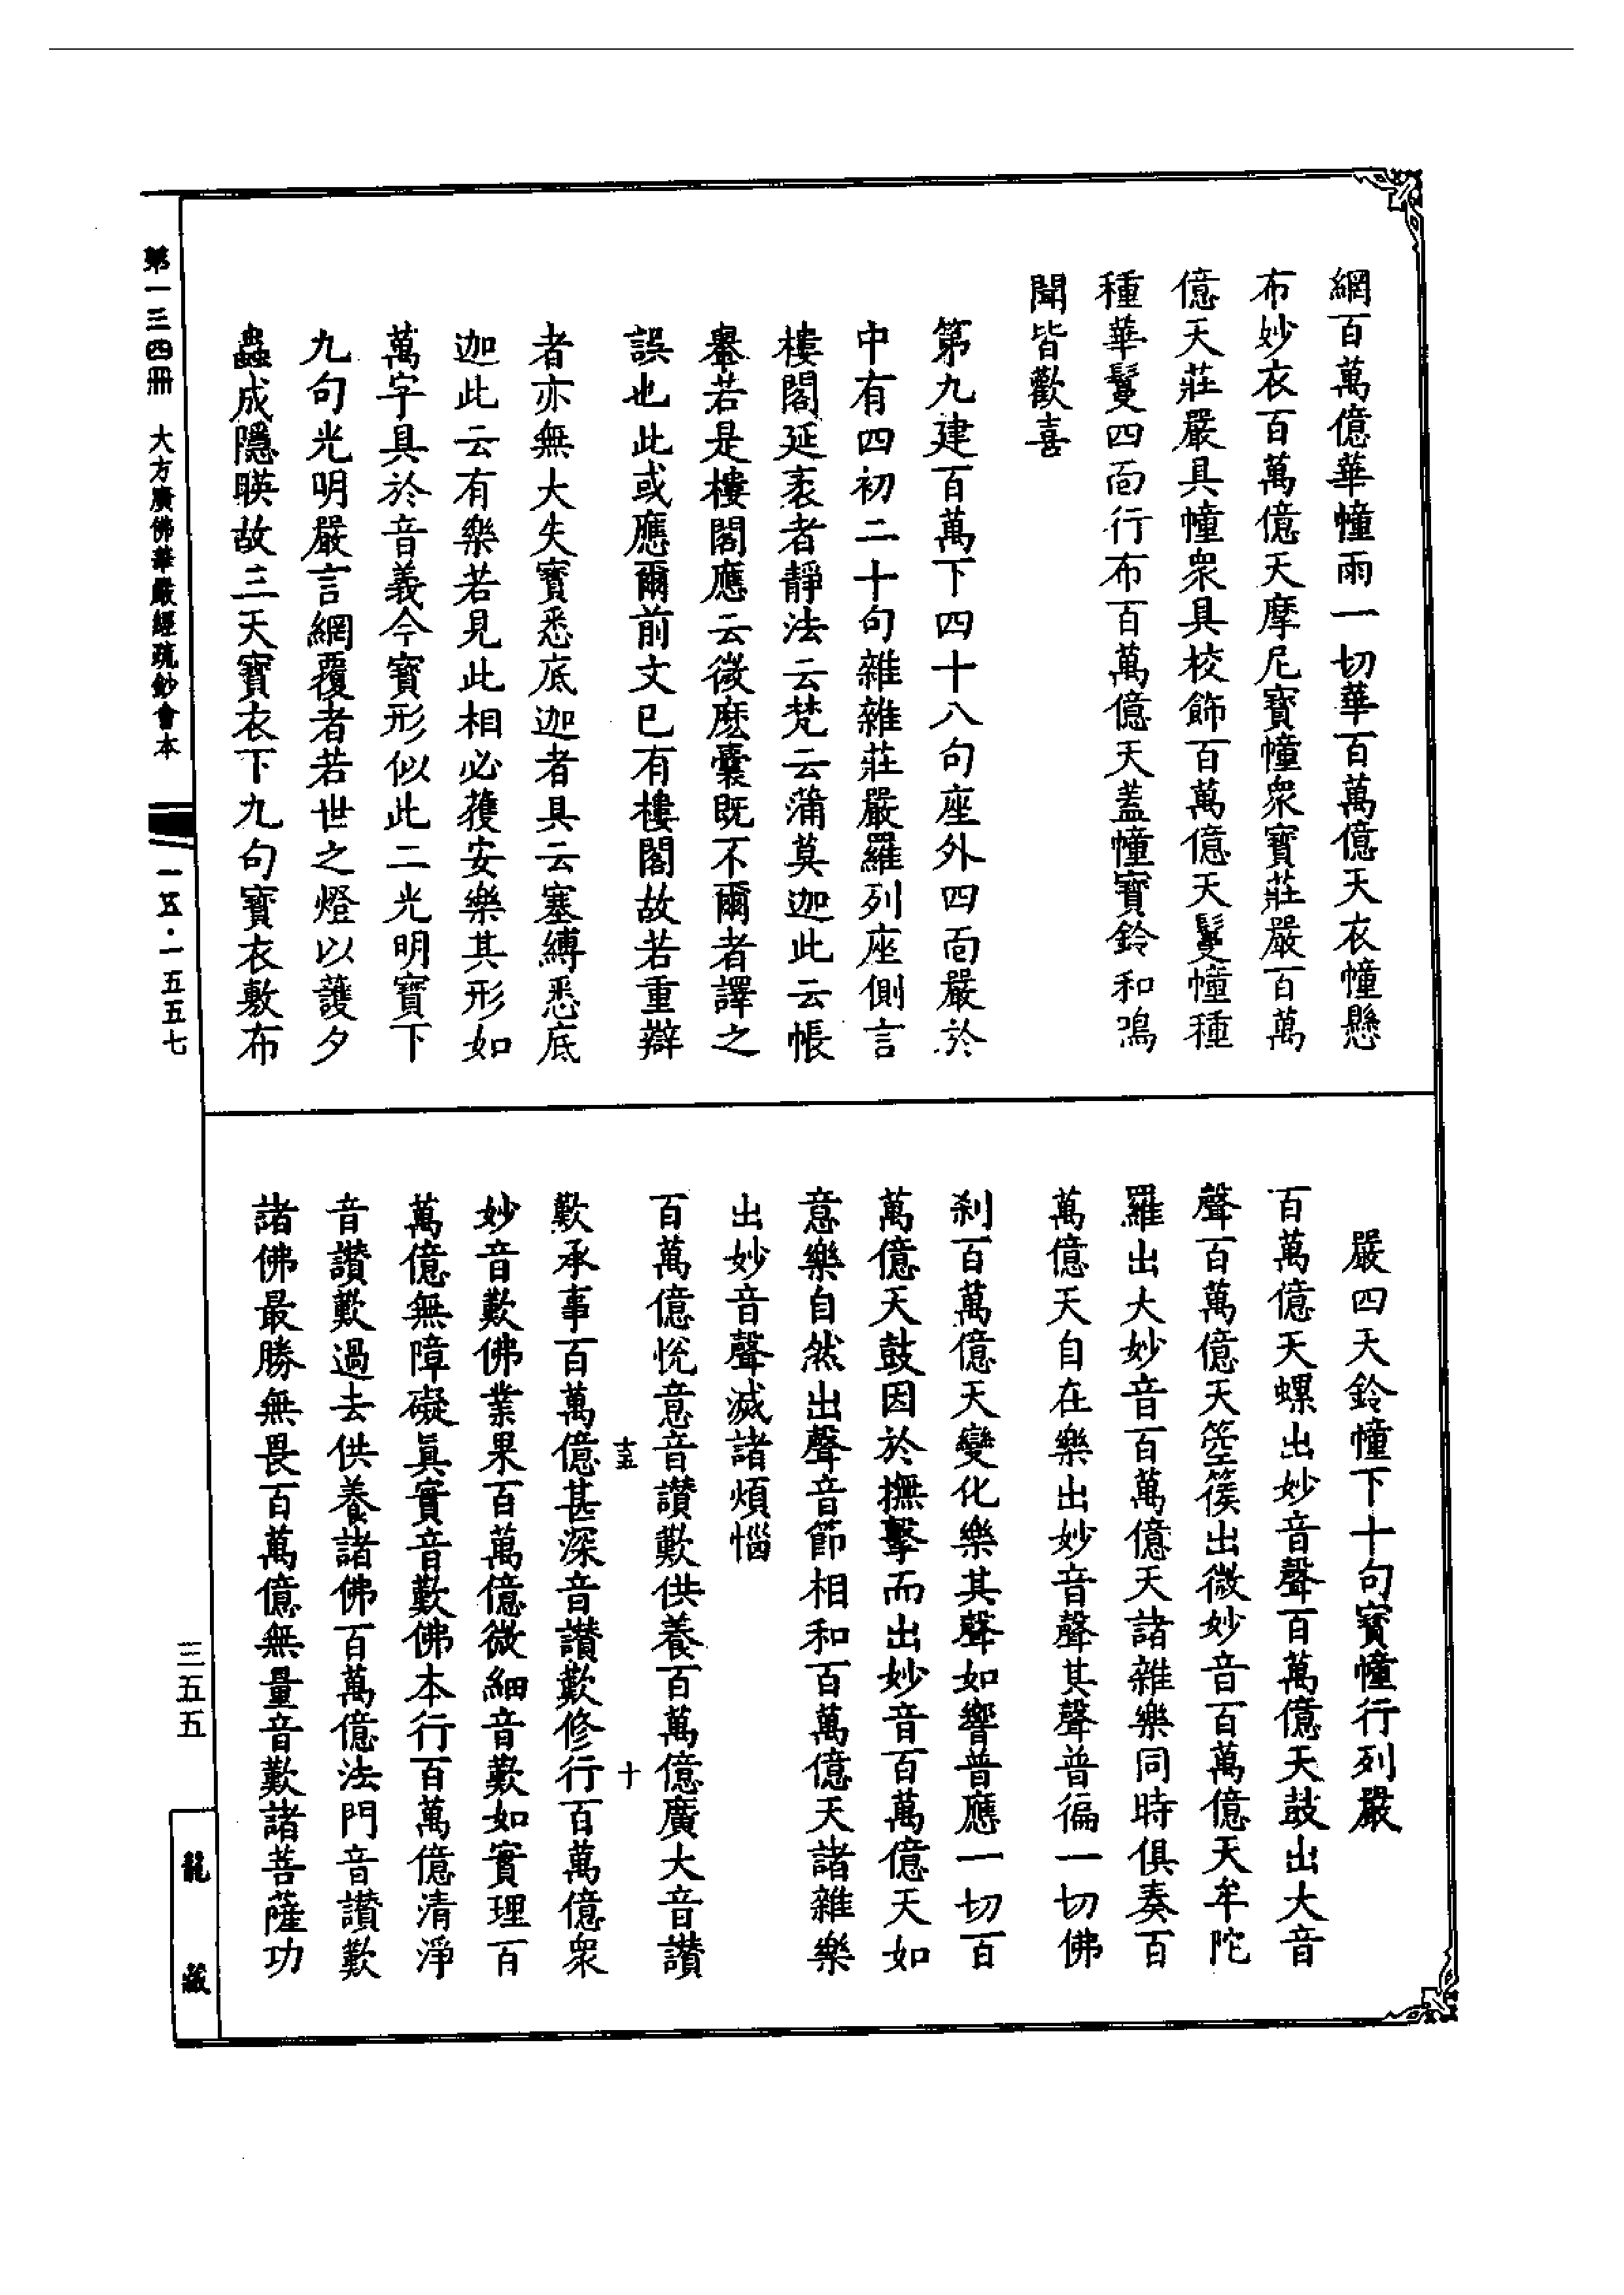 網百萬億華幢雨一切華百萬億天衣幢懸
布妙衣百萬億天摩尼寳幢衆寳莊嚴百萬
億天莊嚴具幢衆具校飾百萬億天鬘幢種
種華鬘四面行布百萬億天蓋幢寳鈴和鳴
聞皆歡喜
第九建百萬下四十八句座外四面嚴於
中有四初二十句雜雜莊嚴羅列座側言
樓閣延袤者靜法云梵云蒲莫迦此云帳
轝若是樓閣應云微麽囊既不爾者譯之
誤也此或應爾前文已有樓閣故若重辯
者亦無大失寳悉底迦者具云塞縛悉底
迦此云有樂若見此相必獲安樂其形如
萬字具於音義今寳形似此二光明寳下
九句光明嚴言網覆者若世之燈以護夕
蟲成隱暎故三天寳衣下九句寳衣敷布
嚴四天鈴幢下十句寳幢行列嚴
百萬億天螺出妙音聲百萬億天鼓出大音
聲百萬億天箜篌出微妙音百萬億天牟陀
羅出大妙音百萬億天諸雜樂同時俱奏百
萬億天自在樂出妙音聲其聲普徧一切佛
刹百萬億天變化樂其聲如響普應一切百
萬億天鼓因於撫擊而出妙音百萬億天如
意樂自然出聲音節相和百萬億天諸雜樂
出妙音聲滅諸煩惱
百萬億悅意音讃歎供養百萬億廣大音讃
十五 十
歎承事百萬億甚深音讃歎修行百萬億衆
妙音歎佛業果百萬億微細音歎如實理百
萬億無障礙眞實音歎佛本行百萬億清淨
音讃歎過去供養諸佛百萬億法門音讃歎
諸佛最勝無畏百萬億無量音歎諸菩薩功
第一三四冊 大方廣佛華嚴經疏鈔會本 一五·一五五七
三五五
龍藏